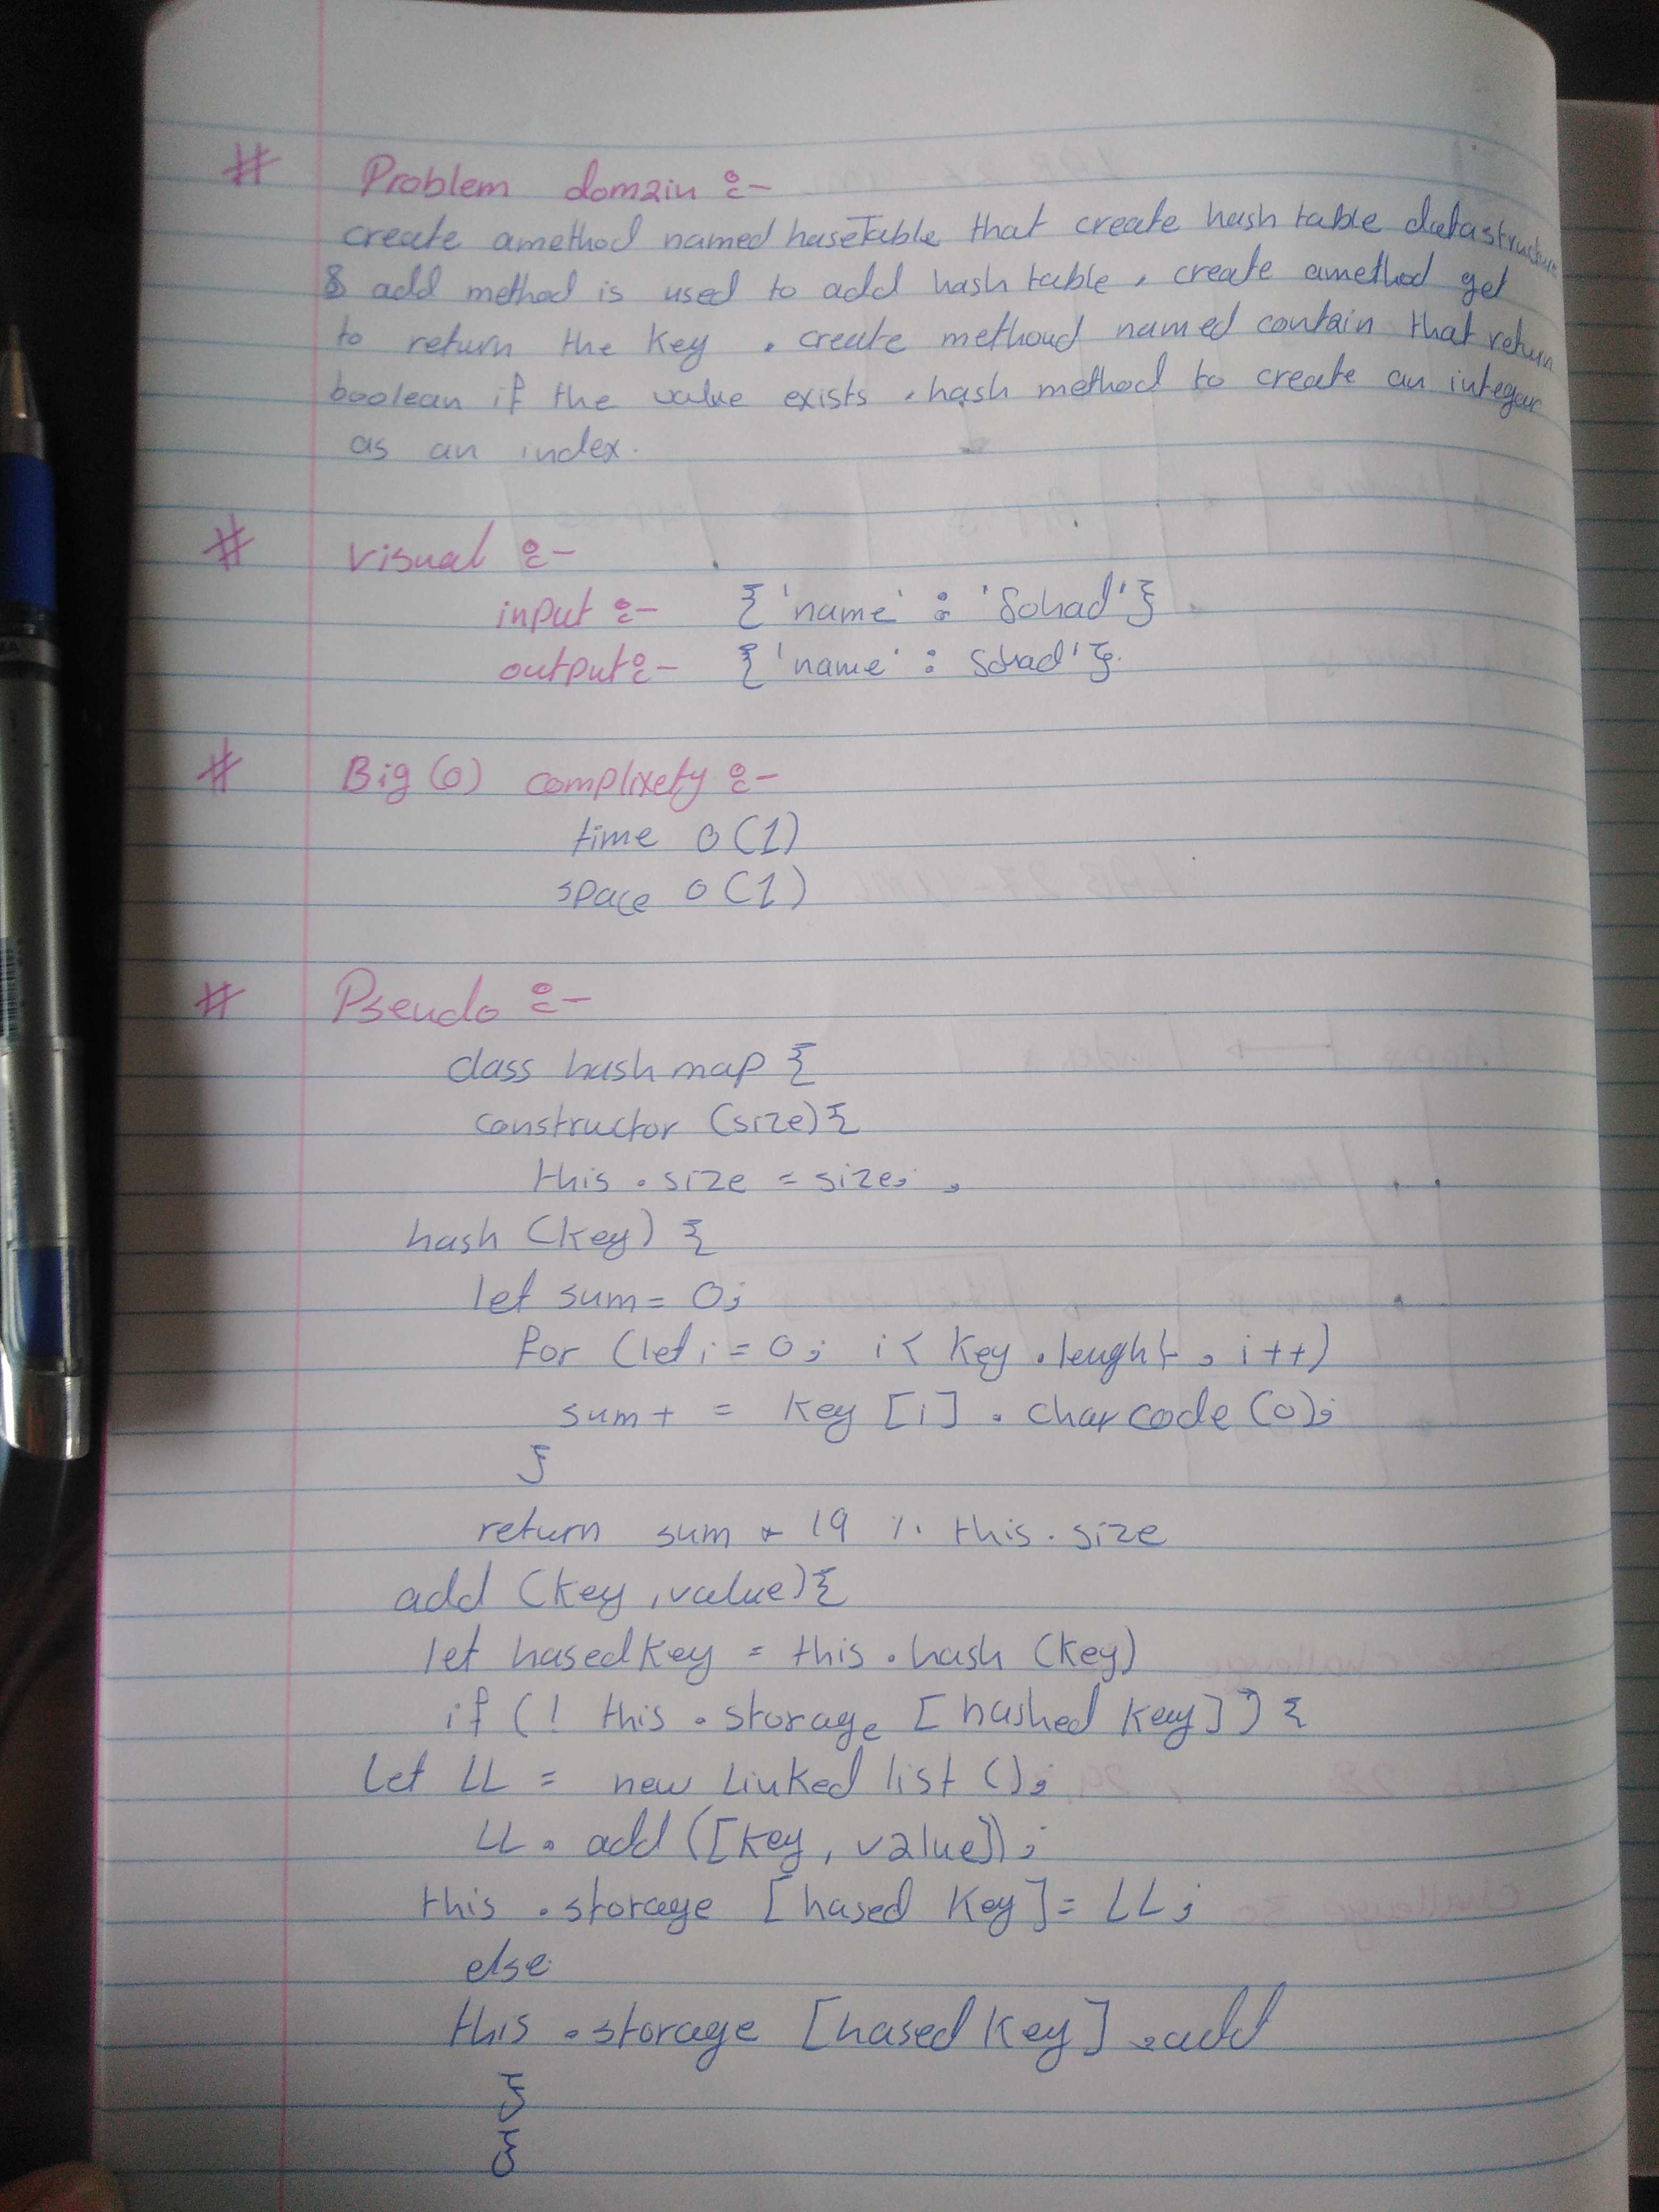 # Problem domain :-
create amethod named haseTable that create hash table datastructure
& add method is used to add hash table, create amethod get
to return the key . create methoud named contain that return
boolean if the value exists . hash method to create an integeur
as an index.
# visual :-
input :- { 'name' : 'Sohad' }
output :- { 'name' : Sohad' }.
# Big (O) complixety :-
time O(1)
space O(1)
# Pseudo :-
class hash map {
constructor (size) {
this . size = size; ,
hash (key) {
let sum = 0;
for (let i = 0; i < key . lenght , i++)
sum + = key [i] . char code (0);
}
return sum * 19 % this . size
add (key , value) {
let hasedkey = this . hash (key)
if (! this . storage [ hashed key ] ) {
let LL = new Linked list ();
LL . add ([key , value]);
this . storage [ hased key ] = LL;
else
this . storage [hased key] .add
}
}